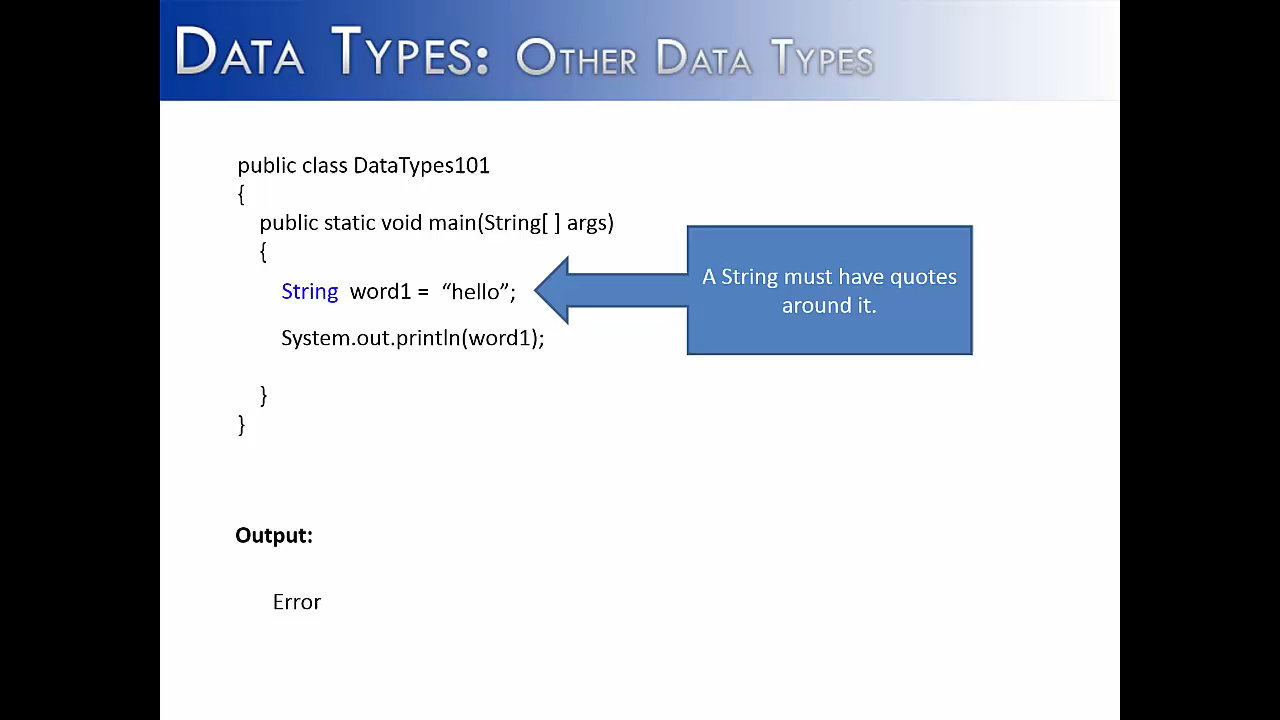 DATA TYPES: OTHER DATA TYPES
public class DataTypes101
{
public static void main(String[ ] args)
{
String word1 = “hello”;
A String must have quotes
around it.
System.out.println(word1);
}
}
Output:
Error